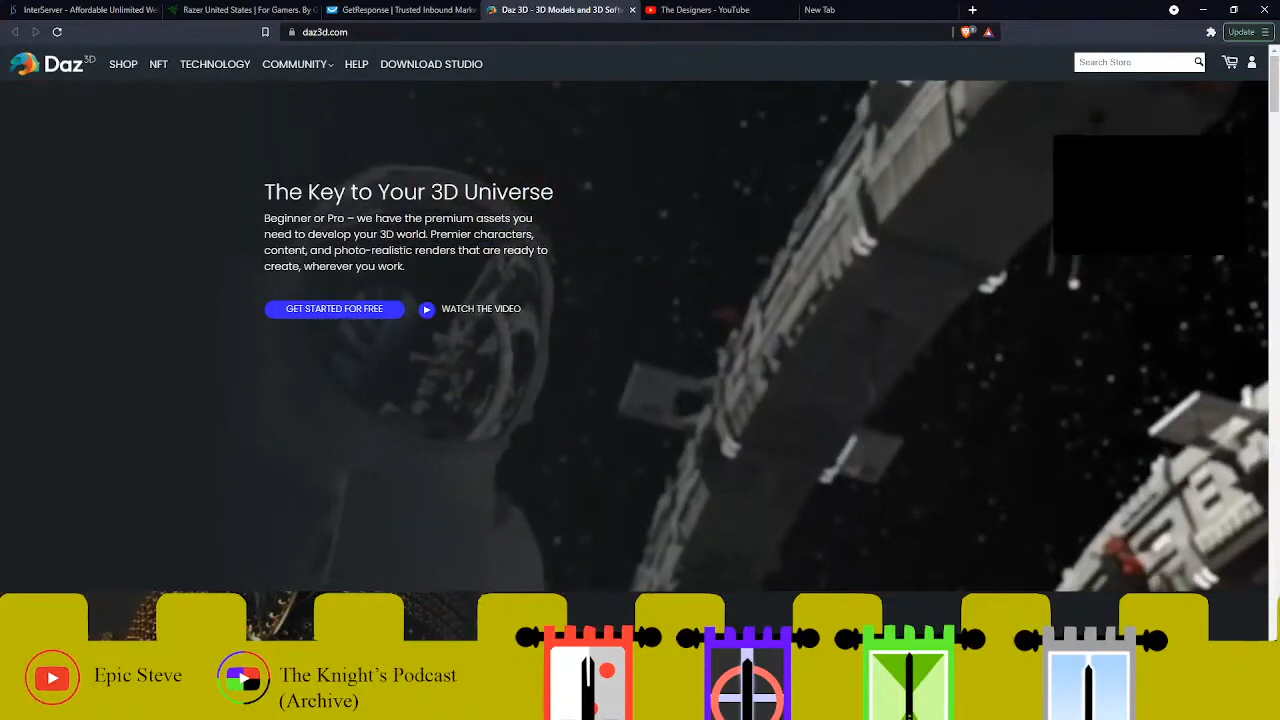 InterServer - Affordable Unlimited We
Razer United States | For Gamers. By G
GetResponse | Trusted Inbound Marke
Daz 3D - 3D Models and 3D Soft
The Designers - YouTube
New Tab
daz3d.com
Update
Daz 3D
SHOP
NFT
TECHNOLOGY
COMMUNITY
HELP
DOWNLOAD STUDIO
Search Store
The Key to Your 3D Universe
Beginner or Pro – we have the premium assets you
need to develop your 3D world. Premier characters,
content, and photo-realistic renders that are ready to
create, wherever you work.
GET STARTED FOR FREE
WATCH THE VIDEO
Epic Steve
The Knight's Podcast
(Archive)